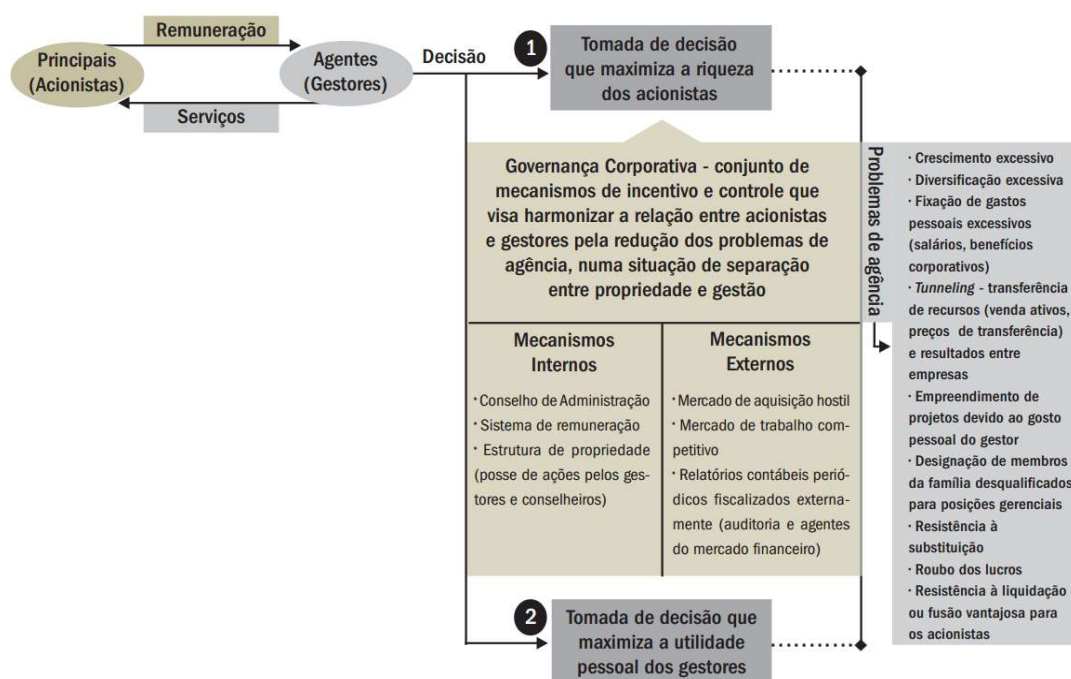 Remuneração
Principais
(Acionistas)
Agentes
(Gestores)
Serviços
Decisão
1
Tomada de decisão
que maximiza a riqueza
dos acionistas
Governança Corporativa - conjunto de
mecanismos de incentivo e controle que
visa harmonizar a relação entre acionistas
e gestores pela redução dos problemas de
agência, numa situação de separação
entre propriedade e gestão
Mecanismos
Internos
· Conselho de Administração
· Sistema de remuneração
· Estrutura de propriedade
(posse de ações pelos ges-
tores e conselheiros)
Mecanismos
Externos
· Mercado de aquisição hostil
· Mercado de trabalho com-
petitivo
· Relatórios contábeis perió-
dicos fiscalizados externa-
mente (auditoria e agentes
do mercado financeiro)
2
Tomada de decisão que
maximiza a utilidade
pessoal dos gestores
Problemas de agência
· Crescimento excessivo
· Diversificação excessiva
· Fixação de gastos
pessoais excessivos
(salários, benefícios
corporativos)
· Tunneling - transferência
de recursos (venda ativos,
preços de transferência)
e resultados entre
empresas
· Empreendimento de
projetos devido ao gosto
pessoal do gestor
· Designação de membros
da família desqualificados
para posições gerenciais
· Resistência à
substituição
· Roubo dos lucros
· Resistência à liquidação
ou fusão vantajosa para
os acionistas